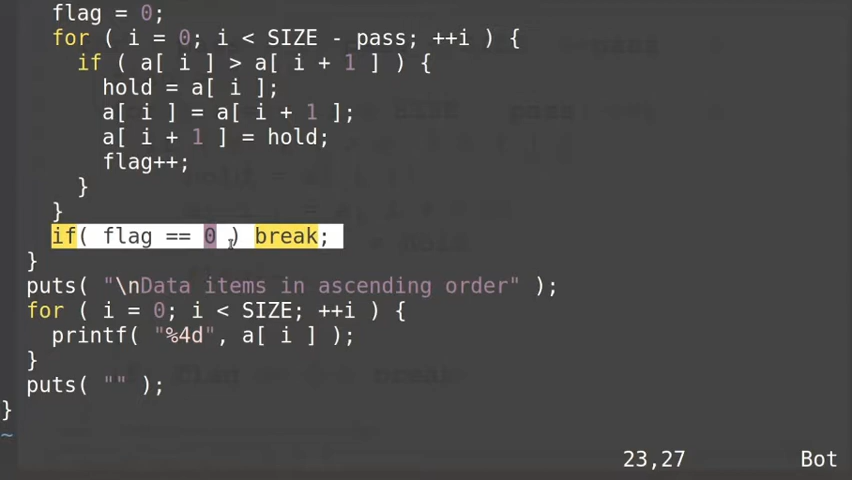 flag = 0;
for ( i = 0; i < SIZE - pass; ++i ) {
if ( a[ i ] > a[ i + 1 ] ) {
hold = a[ i ];
a[ i ] = a[i + 1 ];
a[ i + 1 ] = hold;
flag++;
}
}
if( flag == 0 ) break;
}
puts( "\nData items in ascending order" );
for ( i = 0; i < SIZE; ++i ) {
printf( "%4d", a[ i ] );
}
puts( "" );
}
~
23,27 Bot